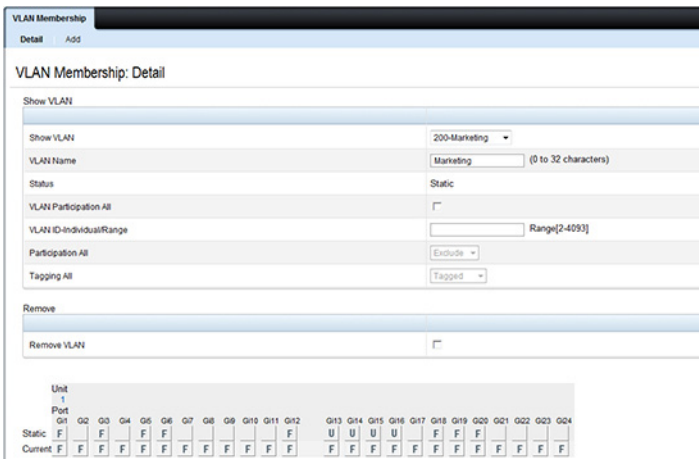 VLAN Membership
Detail Add
VLAN Membership: Detail
Show VLAN
Show VLAN 200-Marketing
VLAN Name Marketing (0 to 32 characters)
Status Static
VLAN Participation All
VLAN ID-Individual/Range Range[2-4093]
Participation All Exclude
Tagging All Tagged
Remove
Remove VLAN
Unit
1
Port
Gi1 Gi2 Gi3 Gi4 Gi5 Gi6 Gi7 Gi8 Gi9 Gi10 Gi11 Gi12 Gi13 Gi14 Gi15 Gi16 Gi17 Gi18 Gi19 Gi20 Gi21 Gi22 Gi23 Gi24
Static F F F F F U U U U F F F
Current F F F F F F F F F F F F F F F F F F F F F F F F